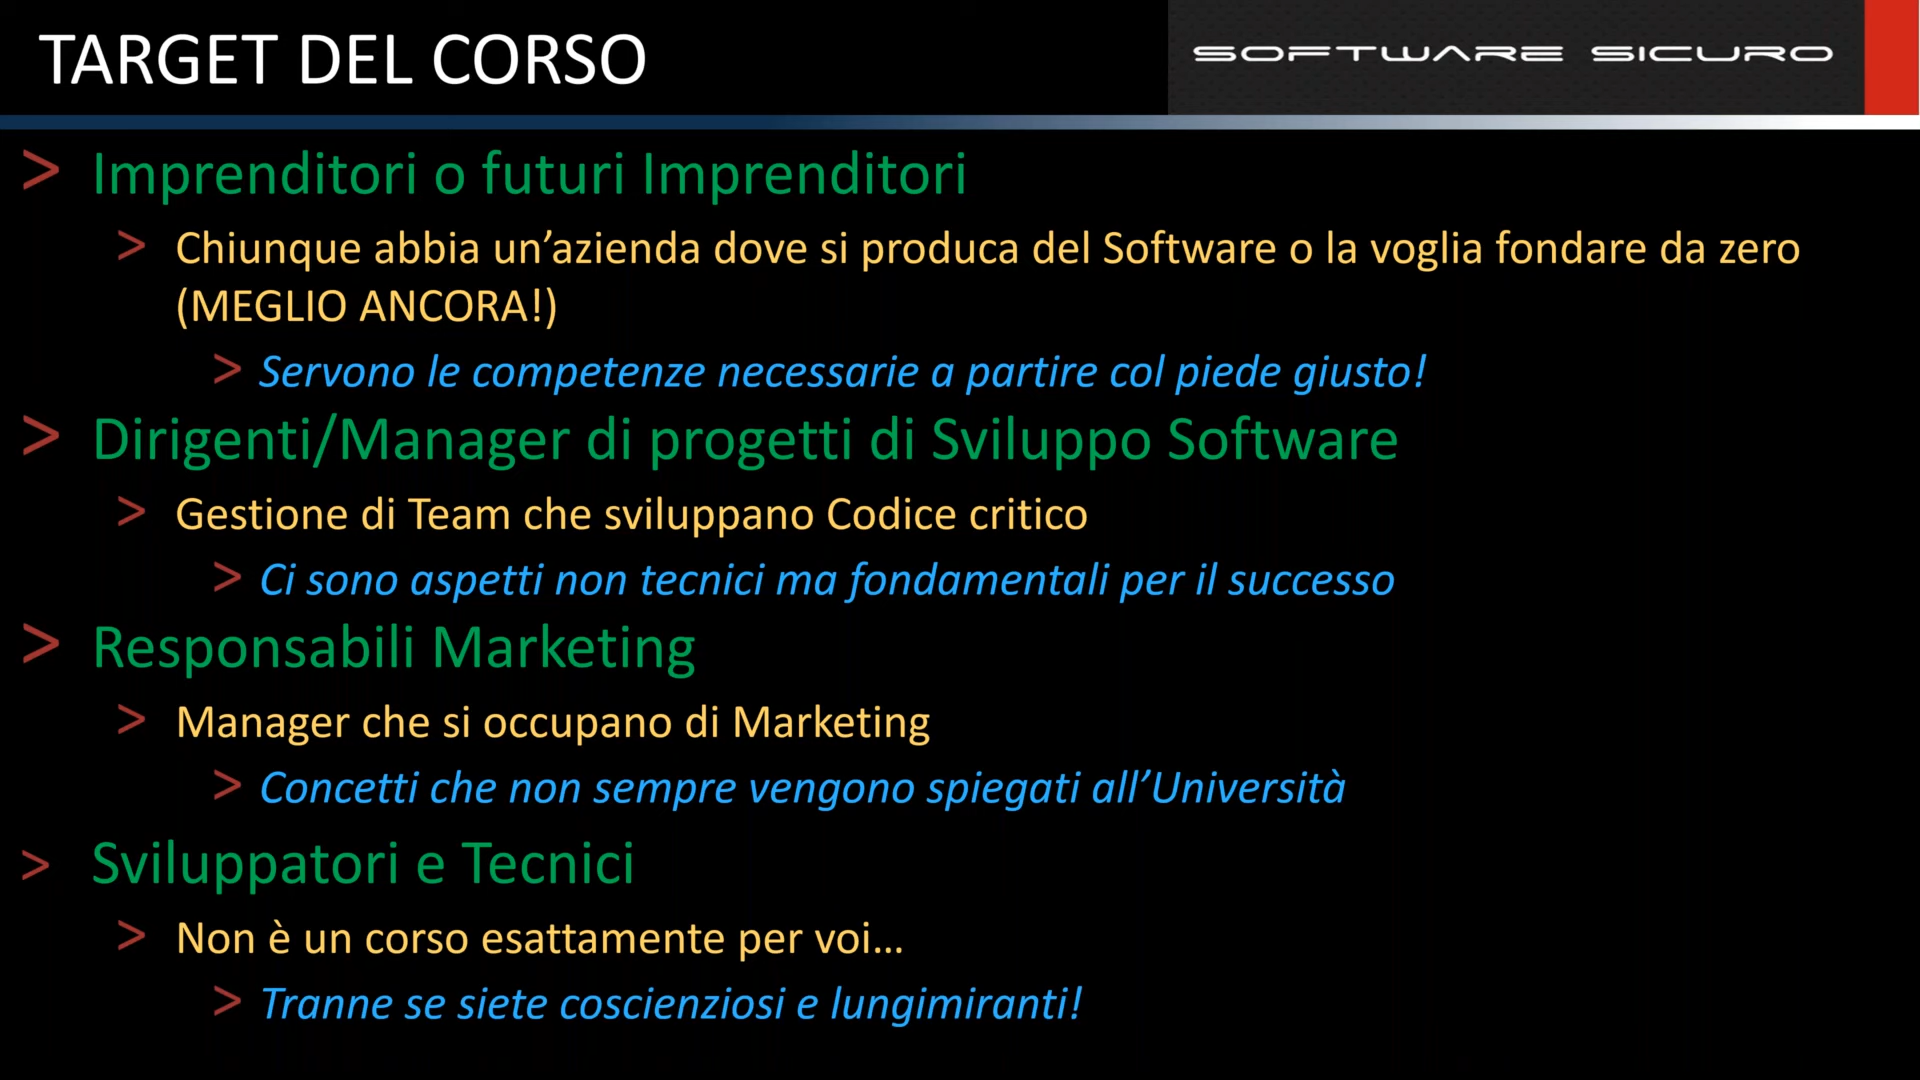 TARGET DEL CORSO
SOFTWARE SICURO
> Imprenditori o futuri Imprenditori
> Chiunque abbia un’azienda dove si produca del Software o la voglia fondare da zero
(MEGLIO ANCORA!)
> Servono le competenze necessarie a partire col piede giusto!
> Dirigenti/Manager di progetti di Sviluppo Software
> Gestione di Team che sviluppano Codice critico
> Ci sono aspetti non tecnici ma fondamentali per il successo
> Responsabili Marketing
> Manager che si occupano di Marketing
> Concetti che non sempre vengono spiegati all’Università
> Sviluppatori e Tecnici
> Non è un corso esattamente per voi…
> Tranne se siete coscienziosi e lungimiranti!